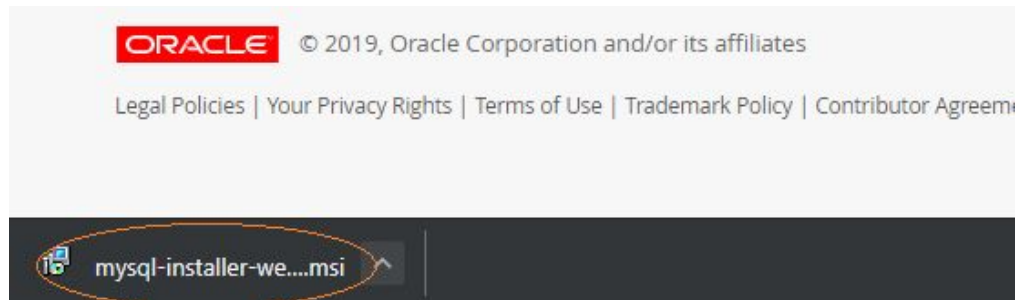 ORACLE © 2019, Oracle Corporation and/or its affiliates
Legal Policies | Your Privacy Rights | Terms of Use | Trademark Policy | Contributor Agreeme
mysql-installer-we....msi